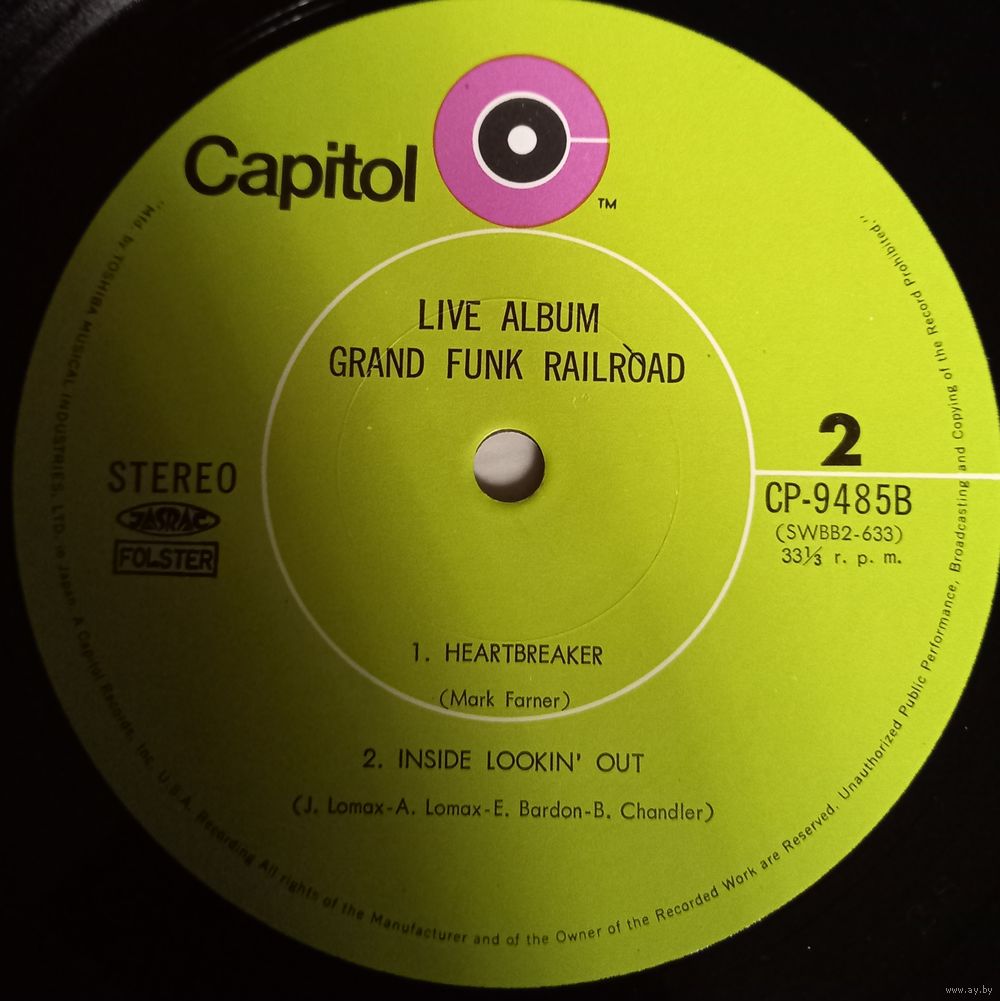 Capitol
TM
LIVE ALBUM
GRAND FUNK RAILROAD
STEREO
JASRAC
FOLSTER
2
CP-9485B
(SWBB2-633)
33⅓ r. p. m.
1. HEARTBREAKER
(Mark Farner)
2. INSIDE LOOKIN' OUT
(J. Lomax-A. Lomax-E. Bardon-B. Chandler)
"Mfd. by TOSHIBA MUSICAL INDUSTRIES, LTD. in Japan A Capitol Records, Inc. U.S.A. Recording All rights of the Manufacturer and of the Owner of the Recorded Work are Reserved. Unauthorized Public Performance, Broadcasting and Copying of the Record Prohibited."
www.ay.by